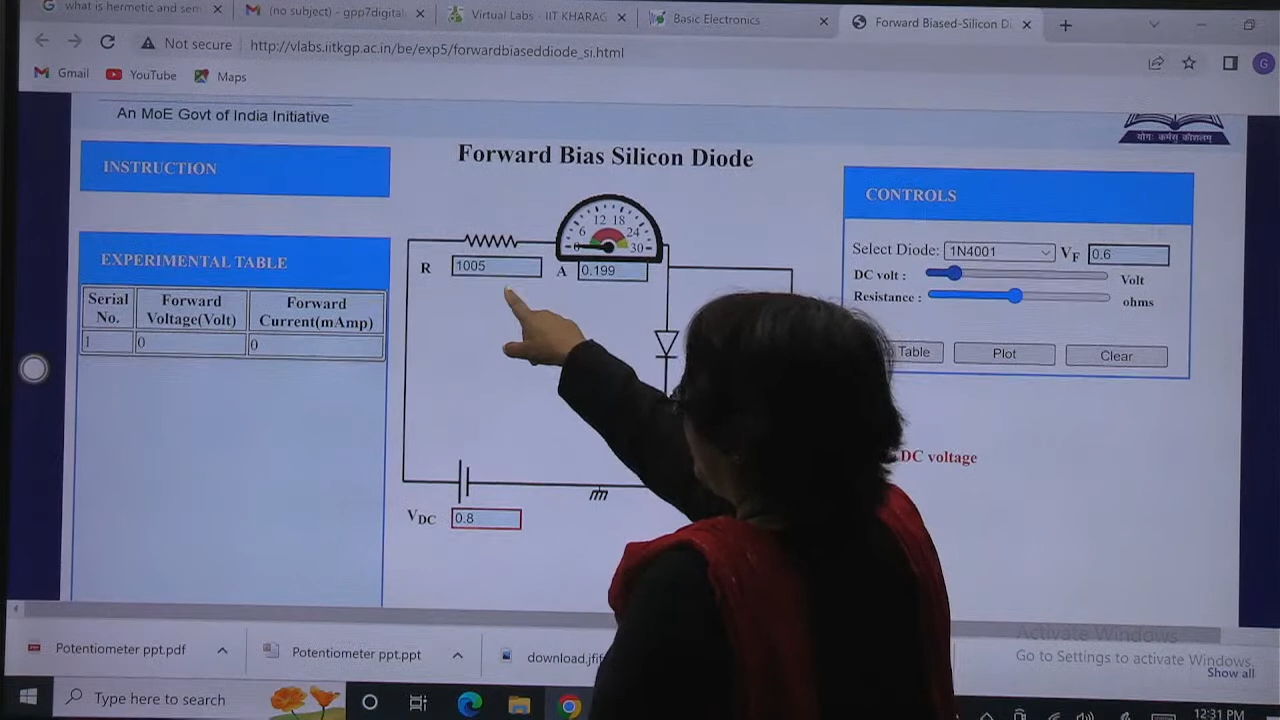 what is hermetic and sem
(no subject) - gpp7digital
Virtual Labs - IIT KHARAG
Basic Electronics
Forward Biased-Silicon Di
Not secure
http://vlabs.iitkgp.ac.in/be/exp5/forwardbiaseddiode_si.html
G
Gmail
YouTube
Maps
An MoE Govt of India Initiative
योगः कर्मसु कौशलम्
INSTRUCTION
Forward Bias Silicon Diode
CONTROLS
EXPERIMENTAL TABLE
Serial No.
Forward Voltage(Volt)
Forward Current(mAmp)
1
0
0
6 12 18 24 30
R 1005
A 0.199
Select Diode: 1N4001
VF 0.6
DC volt :
Volt
Resistance :
ohms
Table
Plot
Clear
DC voltage
VDC 0.8
Activate Windows
Go to Settings to activate Windows.
Potentiometer ppt.pdf
Potentiometer ppt.ppt
download.jfif
Show all
Type here to search
12:31 PM